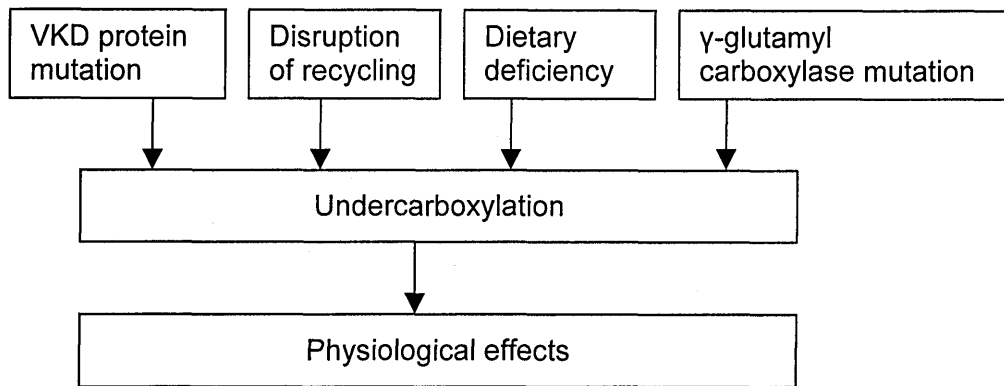 VKD protein
mutation
Disruption
of recycling
Dietary
deficiency
γ-glutamyl
carboxylase mutation
Undercarboxylation
Physiological effects